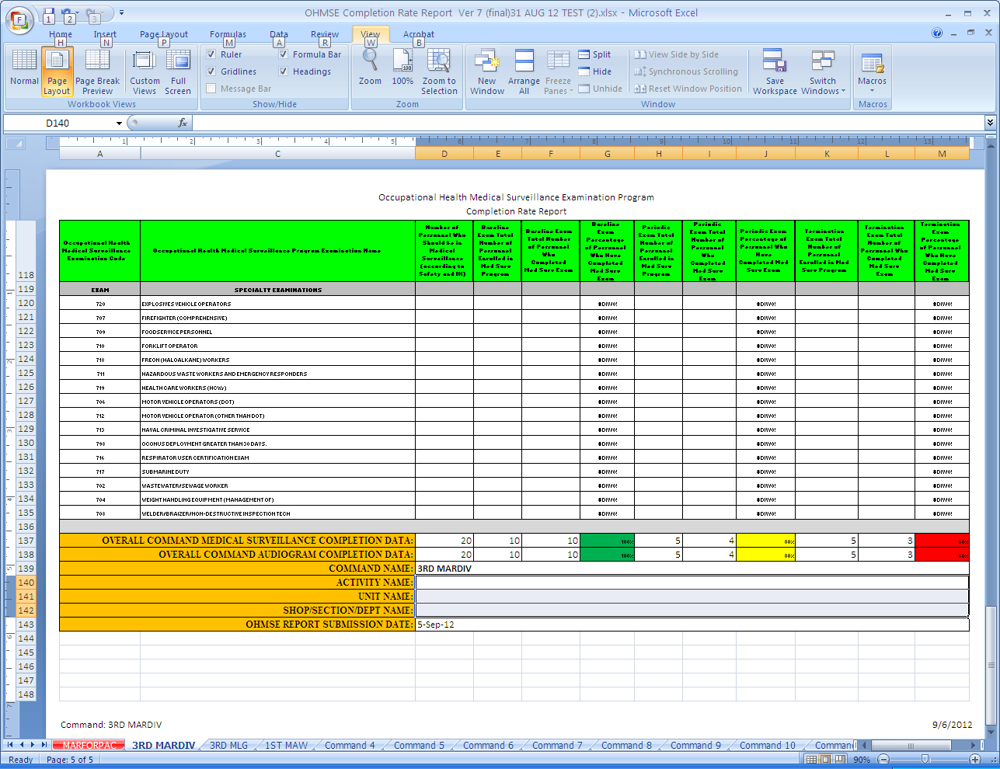 OHMSE Completion Rate Report  Ver 7 (final)31 AUG 12 TEST (2).xlsx - Microsoft Excel
F 1 2 3
Home Insert Page Layout Formulas Data Review View Acrobat
H N P M A R W B
Normal Page Layout Page Break Preview Custom Views Full Screen
Workbook Views
Ruler Formula Bar
Gridlines Headings
Message Bar
Show/Hide
Zoom 100% Zoom to Selection
Zoom
New Window Arrange All Freeze Panes
Split
Hide
Unhide
View Side by Side
Synchronous Scrolling
Reset Window Position
Save Workspace Switch Windows
Window
Macros
Macros
D140 fx
1 2 3 4 5 6 7 8 9 10 11 12 13
A C D E F G H I J K L M
Occupational Health Medical Surveillance Examination Program
Completion Rate Report
118
Occupational Health Medical Surveillance Examination Code
Occupational Health Medical Surveillance Program Examination Name
Number of Personnel Who Should be in Medical Surveillance (according to Safety and IH)
Baseline Exam Total Number of Personnel Enrolled in Med Surv Program
Baseline Exam Total Number of Personnel Who Completed Med Surv Exam
Baseline Exam Percentage of Personnel Who Have Completed Med Surv Exam
Periodic Exam Total Number of Personnel Enrolled in Med Surv Program
Periodic Exam Total Number of Personnel Who Completed Med Surv Exam
Periodic Exam Percentage of Personnel Who Have Completed Med Surv Exam
Termination Exam Total Number of Personnel Enrolled in Med Surv Program
Termination Exam Total Number of Personnel Who Completed Med Surv Exam
Termination Exam Percentage of Personnel Who Have Completed Med Surv Exam
119 EXAM SPECIALTY EXAMINATIONS
120 720 EXPLOSIVES VEHICLE OPERATORS #DIV/0! #DIV/0! #DIV/0!
121 707 FIREFIGHTER (COMPREHENSIVE) #DIV/0! #DIV/0! #DIV/0!
122 709 FOOD SERVICE PERSONNEL #DIV/0! #DIV/0! #DIV/0!
123 710 FORKLIFT OPERATOR #DIV/0! #DIV/0! #DIV/0!
124 718 FREON (HALOALKANE) WORKERS #DIV/0! #DIV/0! #DIV/0!
125 711 HAZARDOUS WASTE WORKERS AND EMERGENCY RESPONDERS #DIV/0! #DIV/0! #DIV/0!
126 719 HEALTH CARE WORKERS (HCWs) #DIV/0! #DIV/0! #DIV/0!
127 706 MOTOR VEHICLE OPERATORS (DOT) #DIV/0! #DIV/0! #DIV/0!
128 712 MOTOR VEHICLE OPERATOR (OTHER THAN DOT) #DIV/0! #DIV/0! #DIV/0!
129 713 NAVAL CRIMINAL INVESTIGATIVE SERVICE #DIV/0! #DIV/0! #DIV/0!
130 798 OCONUS DEPLOYMENT GREATER THAN 30 DAYS. #DIV/0! #DIV/0! #DIV/0!
131 716 RESPIRATOR USER CERTIFICATION EXAM #DIV/0! #DIV/0! #DIV/0!
132 717 SUBMARINE DUTY #DIV/0! #DIV/0! #DIV/0!
133 702 WASTEWATER/SEWAGE WORKER #DIV/0! #DIV/0! #DIV/0!
134 704 WEIGHT HANDLING EQUIPMENT (MANAGEMENT OF) #DIV/0! #DIV/0! #DIV/0!
135 703 WELDER/BRAIZER/NON-DESTRUCTIVE INSPECTION TECH #DIV/0! #DIV/0! #DIV/0!
136
137 OVERALL COMMAND MEDICAL SURVEILLANCE COMPLETION DATA: 20 10 10 100% 5 4 80% 5 3 60%
138 OVERALL COMMAND AUDIOGRAM COMPLETION DATA: 20 10 10 100% 5 4 80% 5 3 60%
139 COMMAND NAME: 3RD MARDIV
140 ACTIVITY NAME:
141 UNIT NAME:
142 SHOP/SECTION/DEPT NAME:
143 OHMSE REPORT SUBMISSION DATE: 5-Sep-12
144
145
146
147
148
Command: 3RD MARDIV 9/6/2012
MARFORPAC 3RD MARDIV 3RD MLG 1ST MAW Command 4 Command 5 Command 6 Command 7 Command 8 Command 9 Command 10 Comman
Ready Page: 5 of 5 90%